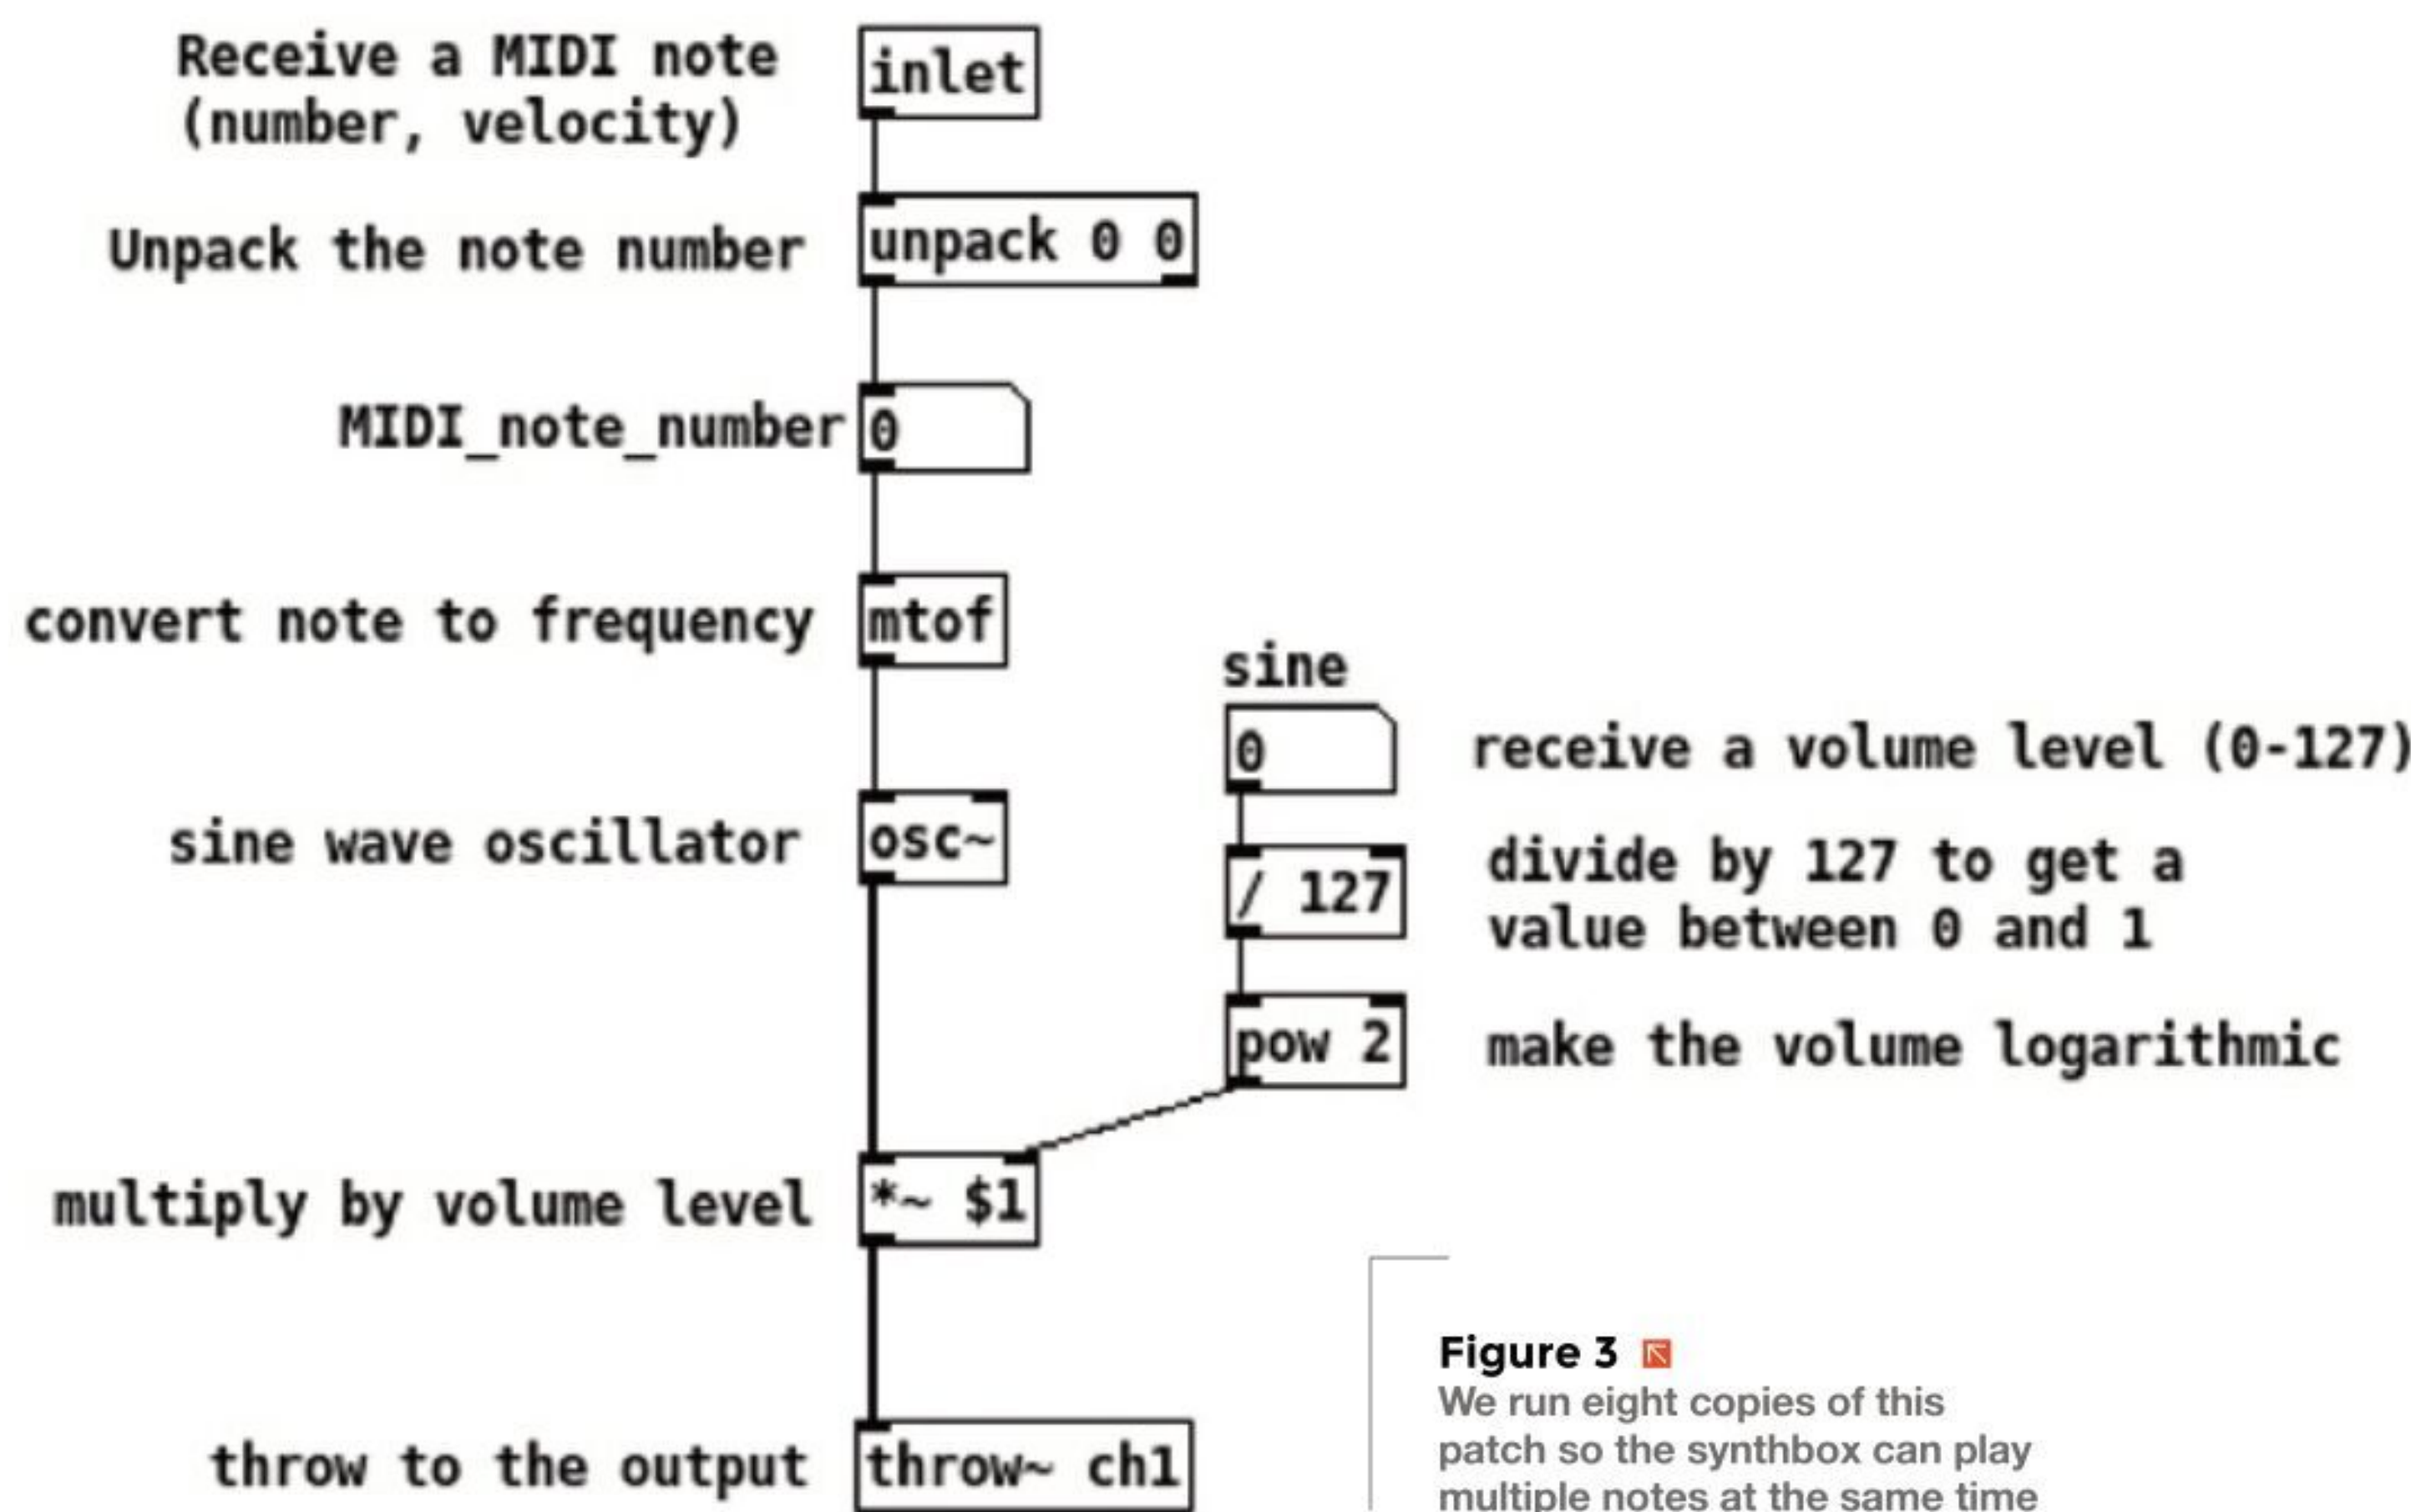 Receive a MIDI note
(number, velocity)
inlet
Unpack the note number
unpack 0 0
MIDI_note_number
0
convert note to frequency
mtof
sine
0
receive a volume level (0-127)
sine wave oscillator
osc~
/ 127
divide by 127 to get a
value between 0 and 1
pow 2
make the volume logarithmic
multiply by volume level
*~ $1
throw to the output
throw~ ch1
Figure 3
We run eight copies of this
patch so the synthbox can play
multiple notes at the same time